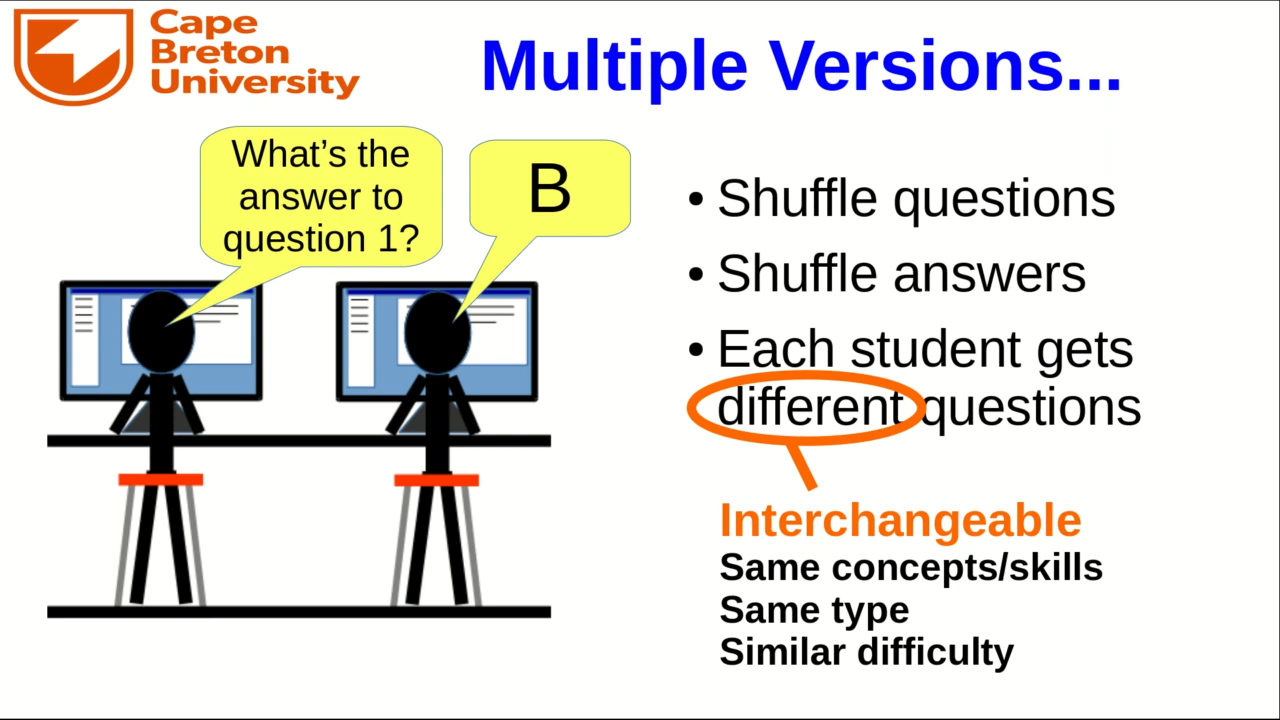 Cape
Breton
University
Multiple Versions...
What’s the
answer to
question 1?
B
• Shuffle questions
• Shuffle answers
• Each student gets
different questions
Interchangeable
Same concepts/skills
Same type
Similar difficulty